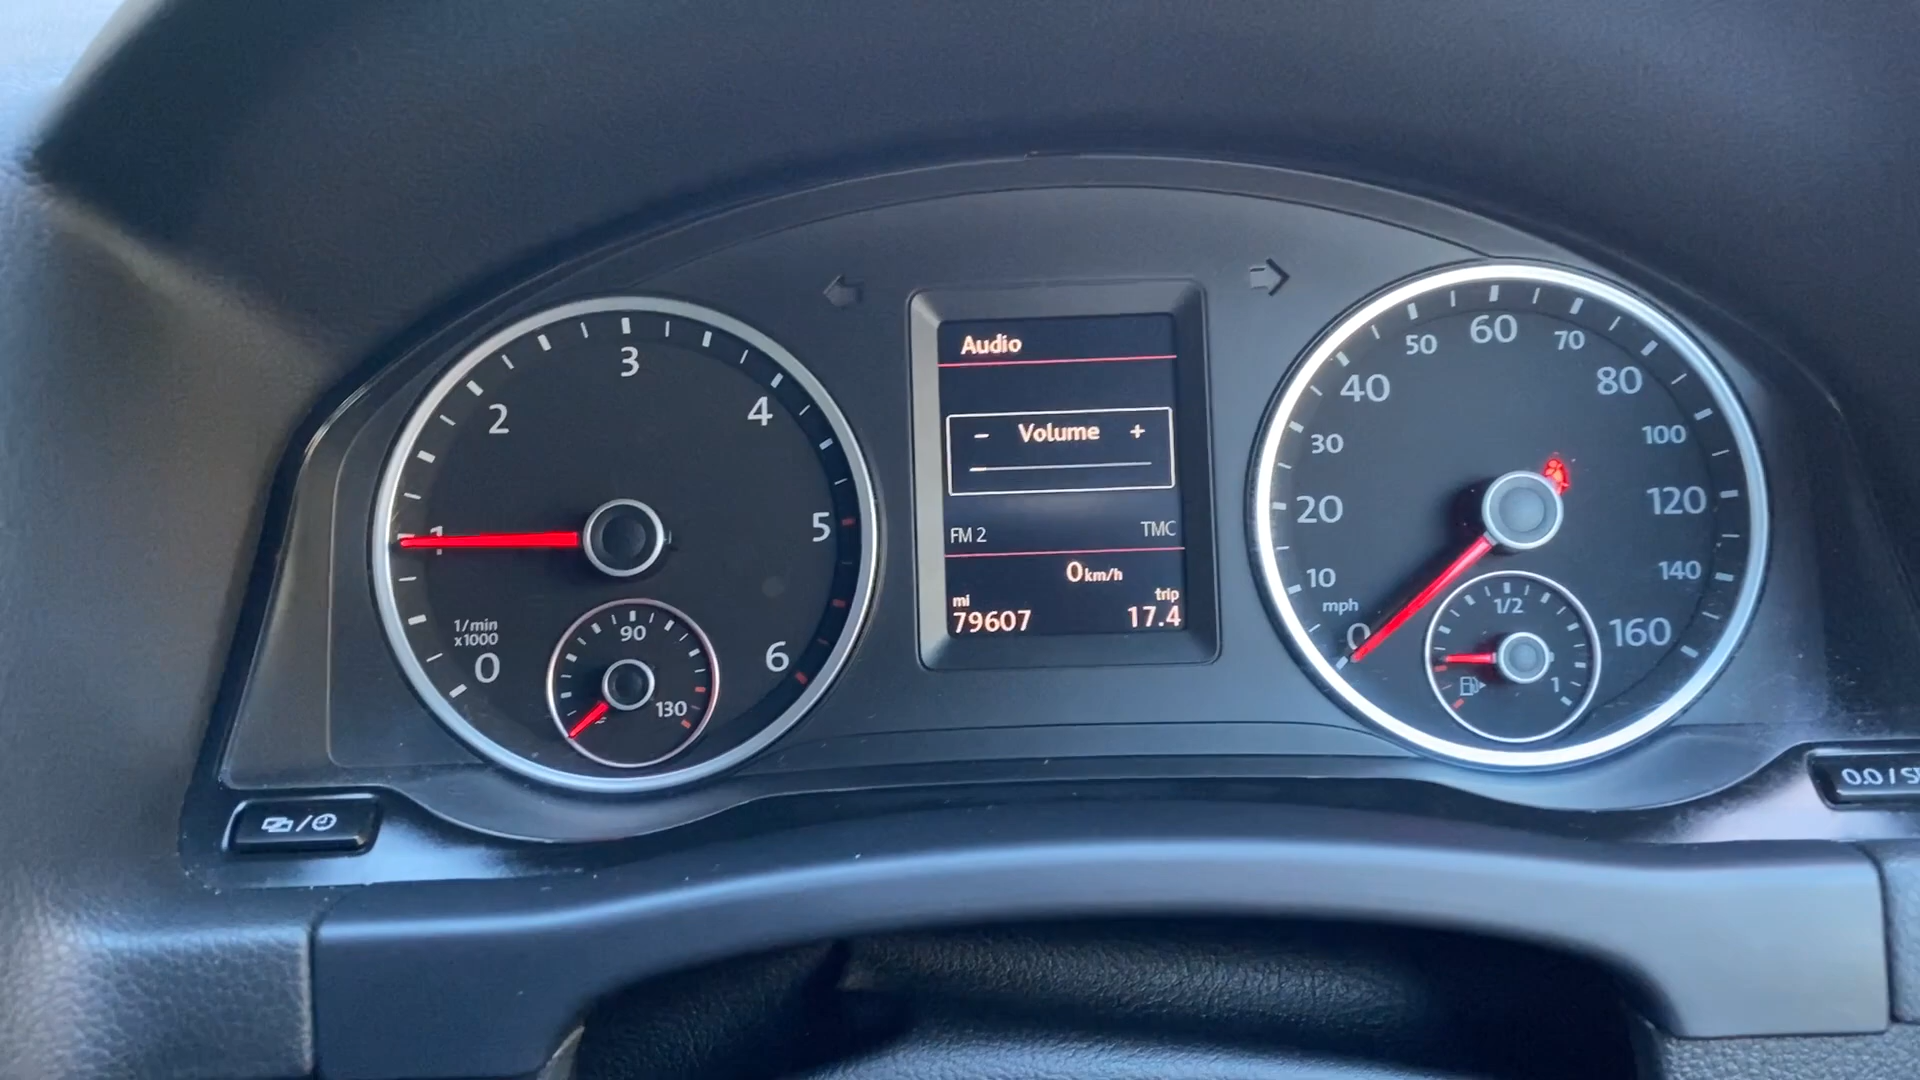 3
2
4
1
5
1/min
x1000
0
6
90
130
Audio
- Volume +
FM 2 TMC
0 km/h
mi trip
79607 17.4
50 60 70
40 80
30 100
20 120
10 140
mph
0 160
1/2
1
0.0 / S